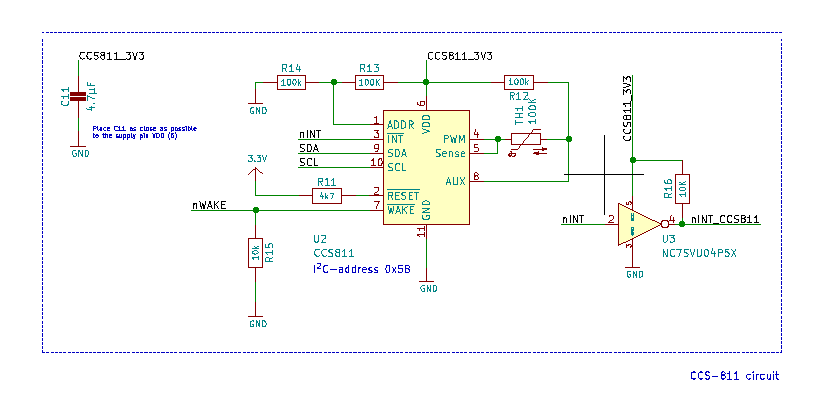 CCS811_3V3
C11
4.7µF
Place C11 as close as possible
to the supply pin VDD (6)
GND
R14
100k
R13
100k
CCS811_3V3
R12
100k
TH1
100K
GND
1
ADDR
6
VDD
nINT
3
INT
SDA
9
SDA
SCL
10
SCL
PWM
4
Sense
5
AUX
8
3.3V
R11
4k7
2
RESET
nWAKE
7
WAKE
GND
11
R15
10k
GND
U2
CCS811
I²C-address 0x5B
GND
CCS811_3V3
R16
10K
nINT
2
5
VCC
GND
3
4
nINT_CCS811
U3
NC7SVU04P5X
GND
CCS-811 circuit